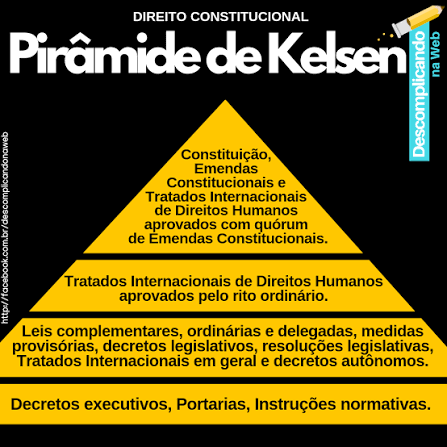 DIREITO CONSTITUCIONAL
Pirâmide de Kelsen
Descomplicando
na Web
http://facebook.com.br/descomplicandonaweb
Constituição,
Emendas
Constitucionais e
Tratados Internacionais
de Direitos Humanos
aprovados com quórum
de Emendas Constitucionais.
Tratados Internacionais de Direitos Humanos
aprovados pelo rito ordinário.
Leis complementares, ordinárias e delegadas, medidas
provisórias, decretos legislativos, resoluções legislativas,
Tratados Internacionais em geral e decretos autônomos.
Decretos executivos, Portarias, Instruções normativas.